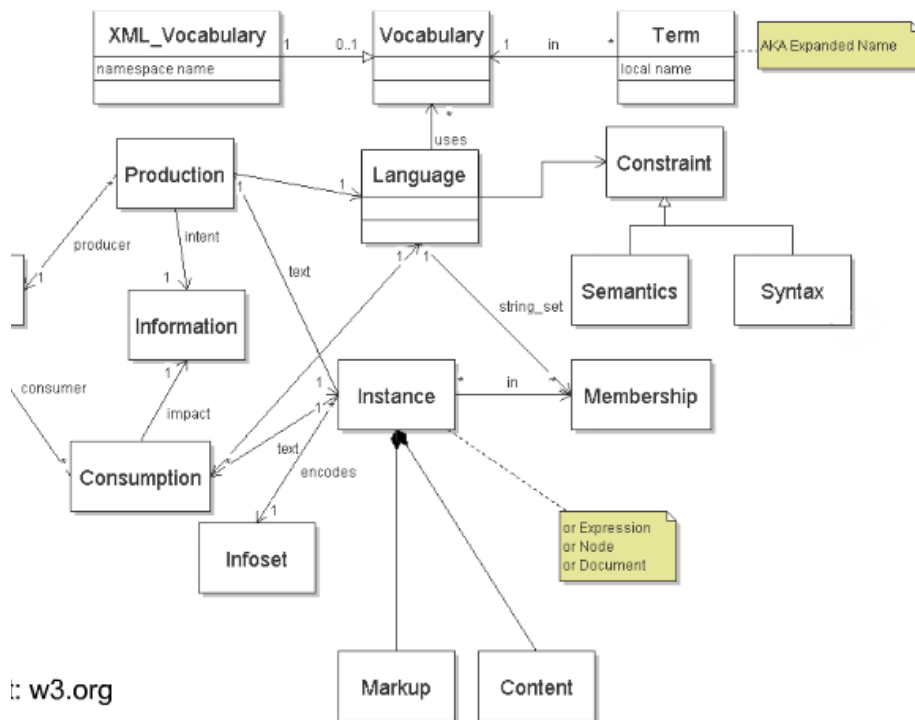 XML_Vocabulary
namespace name
1
0..1
Vocabulary
1
in
*
Term
local name
AKA Expanded Name
*
uses
Production
*
1
1
Language
Constraint
producer
1
intent
1
text
1
1
Semantics
Syntax
string_set
Information
1
1
consumer
impact
1
Instance
*
in
*
Membership
1
*
text
*
*
*
Consumption
encodes
1
Infoset
or Expression
or Node
or Document
Markup
Content
t: w3.org